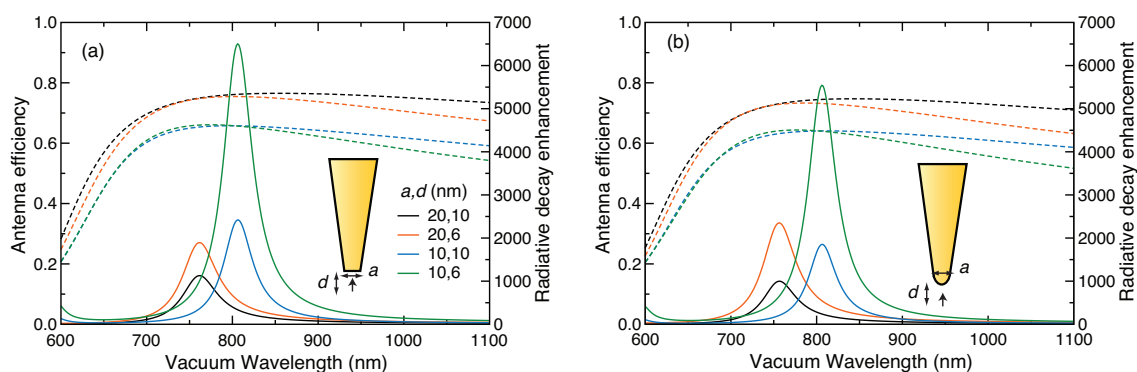 (a)
1.0
0.8
0.6
0.4
0.2
0.0
Antenna efficiency
600 700 800 900 1000 1100
Vacuum Wavelength (nm)
7000
6000
5000
4000
3000
2000
1000
0
Radiative decay enhancement
a,d (nm)
20,10
20,6
10,10
10,6
d
a
(b)
1.0
0.8
0.6
0.4
0.2
0.0
Antenna efficiency
600 700 800 900 1000 1100
Vacuum Wavelength (nm)
7000
6000
5000
4000
3000
2000
1000
0
Radiative decay enhancement
a
d